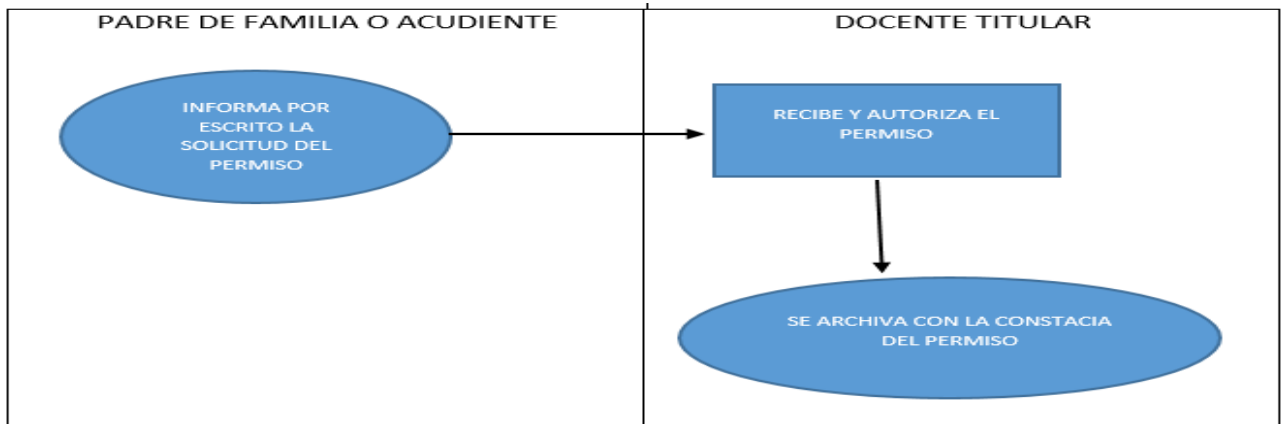 PADRE DE FAMILIA O ACUDIENTE
DOCENTE TITULAR
INFORMA POR
ESCRITO LA
SOLICITUD DEL
PERMISO
RECIBE Y AUTORIZA EL
PERMISO
SE ARCHIVA CON LA CONSTACIA
DEL PERMISO